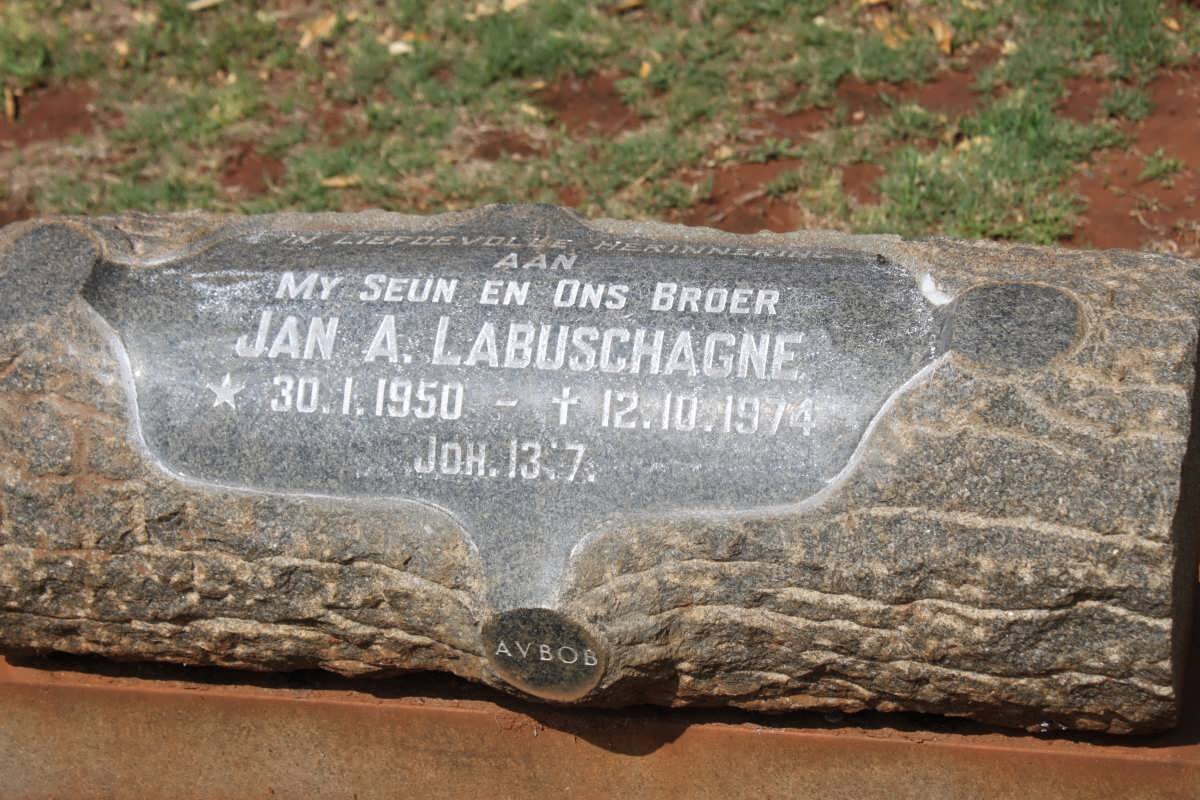 IN LIEFDEVOLLE HERINNERING
AAN
MY SEUN EN ONS BROER
JAN A. LABUSCHAGNE
★ 30.1.1950 - ✝ 12.10.1974
JOH. 13:7.
AVBOB